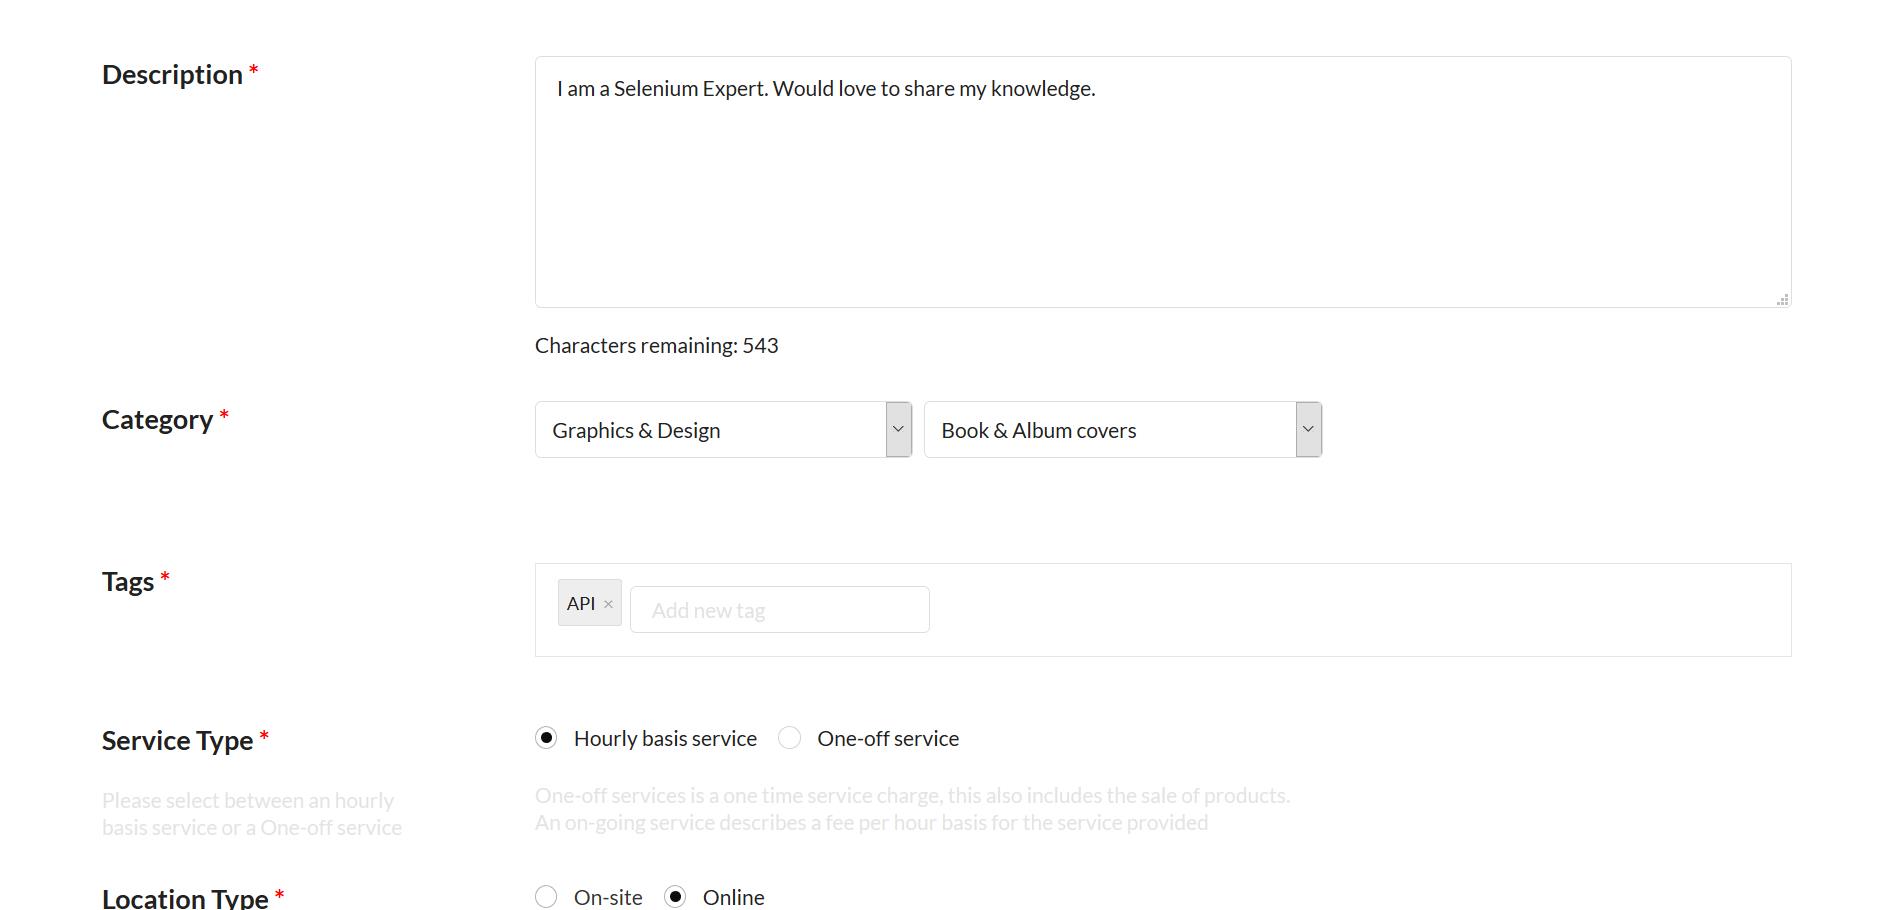 Description *
I am a Selenium Expert. Would love to share my knowledge.
Characters remaining: 543
Category *
Graphics & Design
Book & Album covers
Tags *
API ×
Add new tag
Service Type *
Hourly basis service
One-off service
Please select between an hourly
basis service or a One-off service
One-off services is a one time service charge, this also includes the sale of products.
An on-going service describes a fee per hour basis for the service provided
Location Type *
On-site
Online